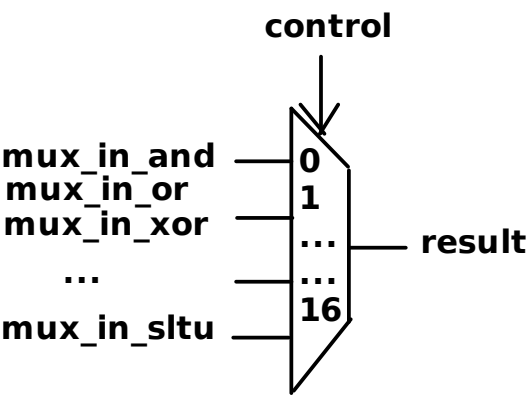 control
mux_in_and
mux_in_or
mux_in_xor
...
mux_in_sltu
0
1
...
...
16
result